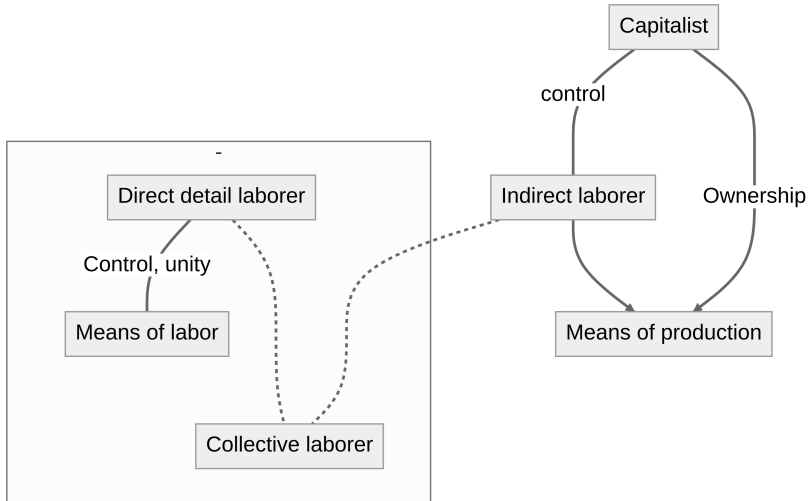 Capitalist
control
-
Direct detail laborer
Indirect laborer
Ownership
Control, unity
Means of labor
Means of production
Collective laborer